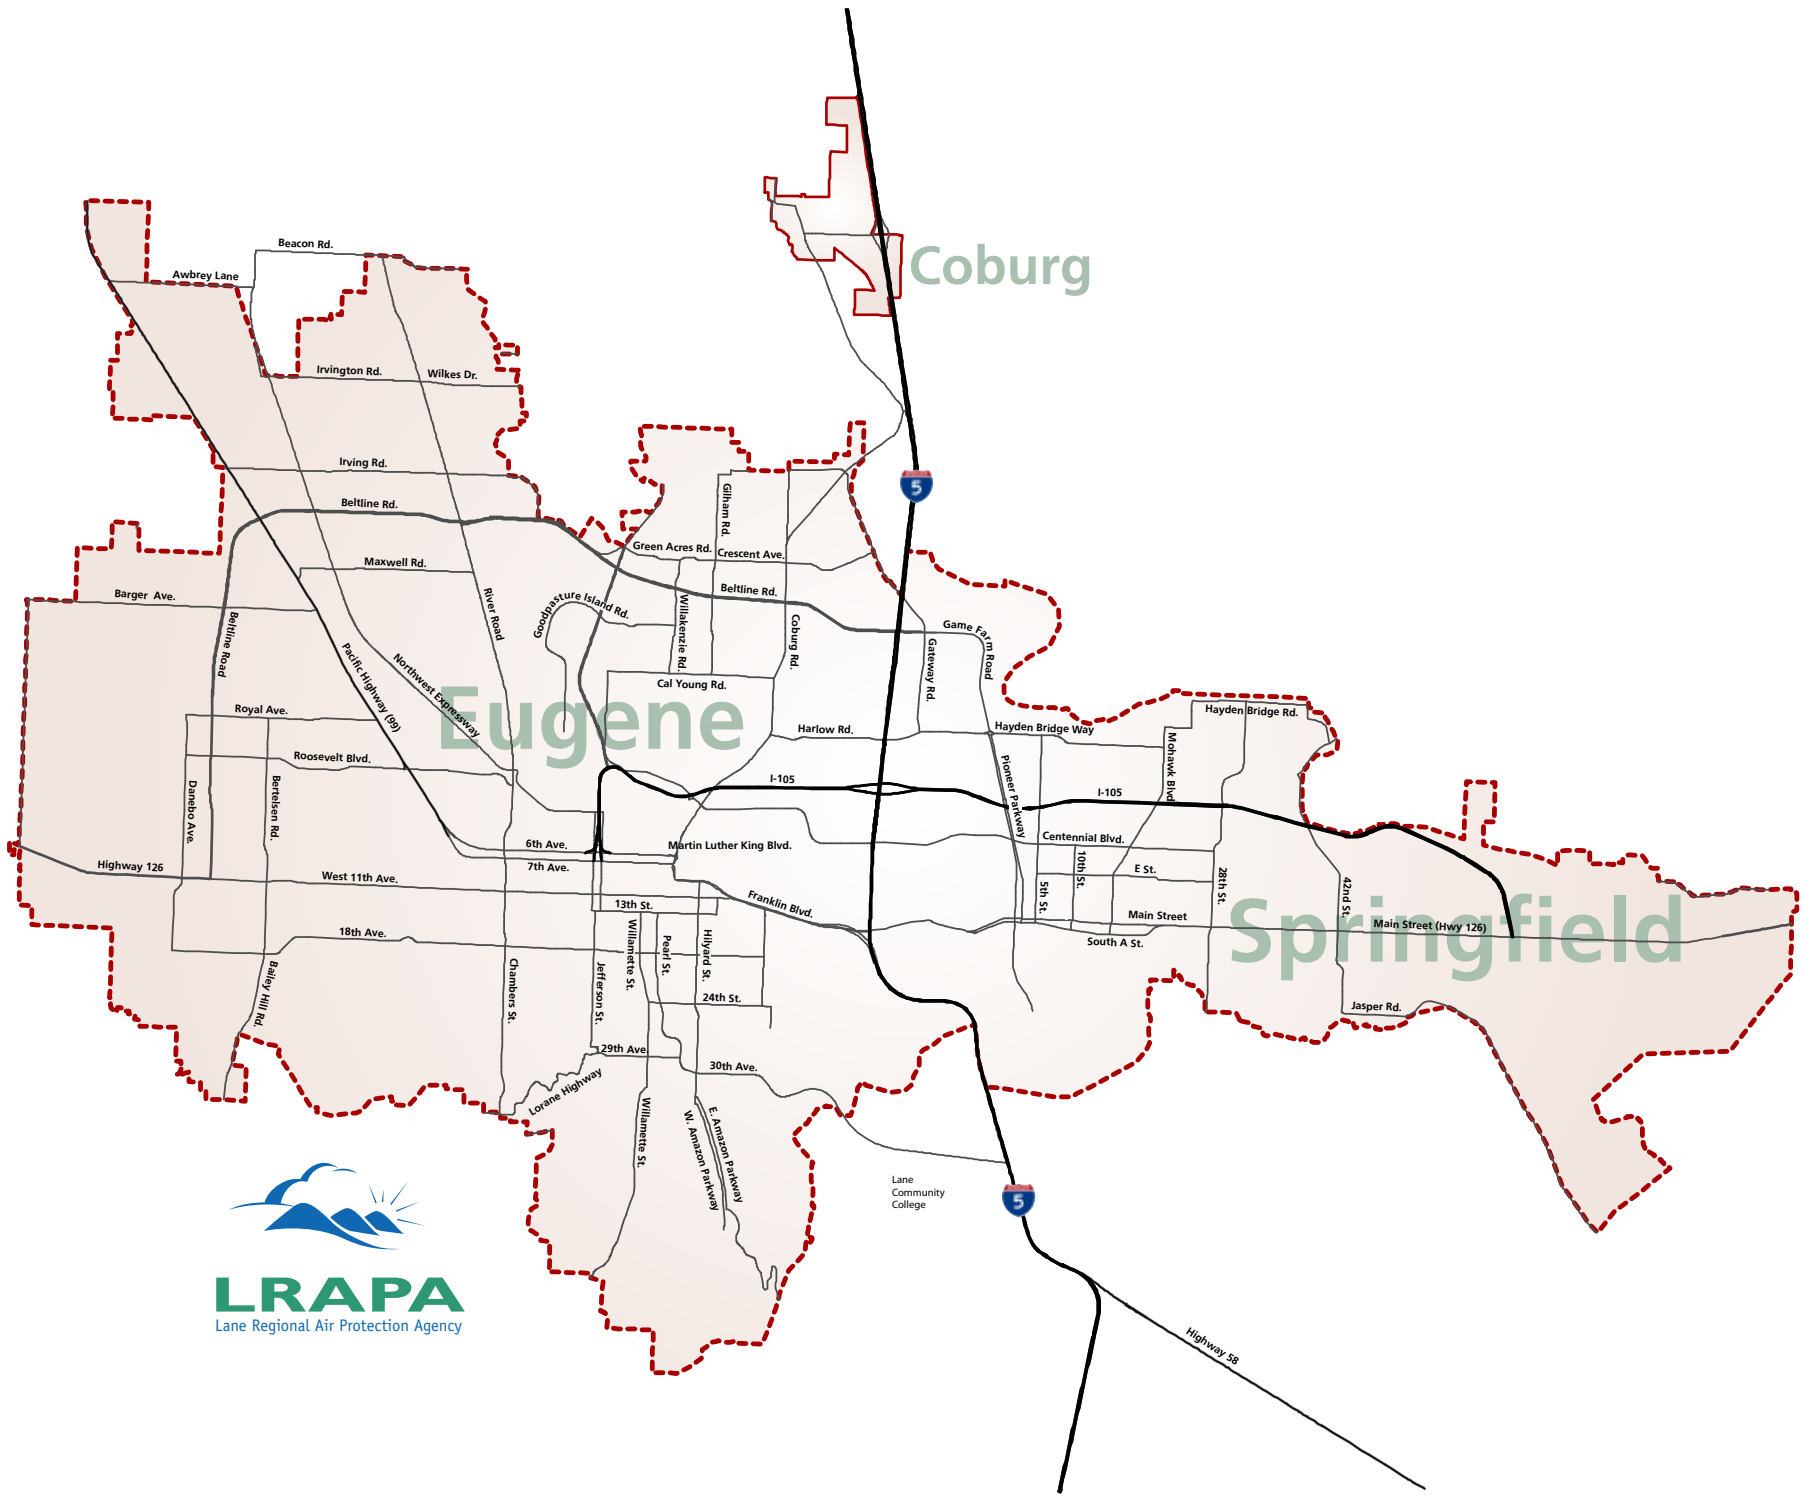 Coburg
Beacon Rd.
Awbrey Lane
Irvington Rd.
Wilkes Dr.
Irving Rd.
5
Beltline Rd.
Gilham Rd.
Green Acres Rd.
Crescent Ave.
Maxwell Rd.
Barger Ave.
Beltline Rd.
River Road
Goodpasture Island Rd.
Willakenzie Rd.
Coburg Rd.
Game Farm Road
Gateway Rd.
Beltline Road
Pacific Highway (99)
Northwest Expressway
Cal Young Rd.
Eugene
Royal Ave.
Harlow Rd.
Hayden Bridge Way
Hayden Bridge Rd.
Roosevelt Blvd.
Danebo Ave.
Bertelsen Rd.
I-105
Pioneer Parkway
Mohawk Blvd
I-105
6th Ave.
Martin Luther King Blvd.
Centennial Blvd.
7th Ave.
Highway 126
West 11th Ave.
10th St.
E St.
5th St.
28th St.
42nd St.
13th St.
Franklin Blvd.
Main Street
Springfield
Main Street (Hwy 126)
South A St.
18th Ave.
Willamette St.
Pearl St.
Hilyard St.
Bailey Hill Rd.
Chambers St.
Jefferson St.
24th St.
Jasper Rd.
29th Ave.
30th Ave.
Lorane Highway
Willamette St.
W. Amazon Parkway
E. Amazon Parkway
Lane
Community
College
5
LRAPA
Lane Regional Air Protection Agency
Highway 58